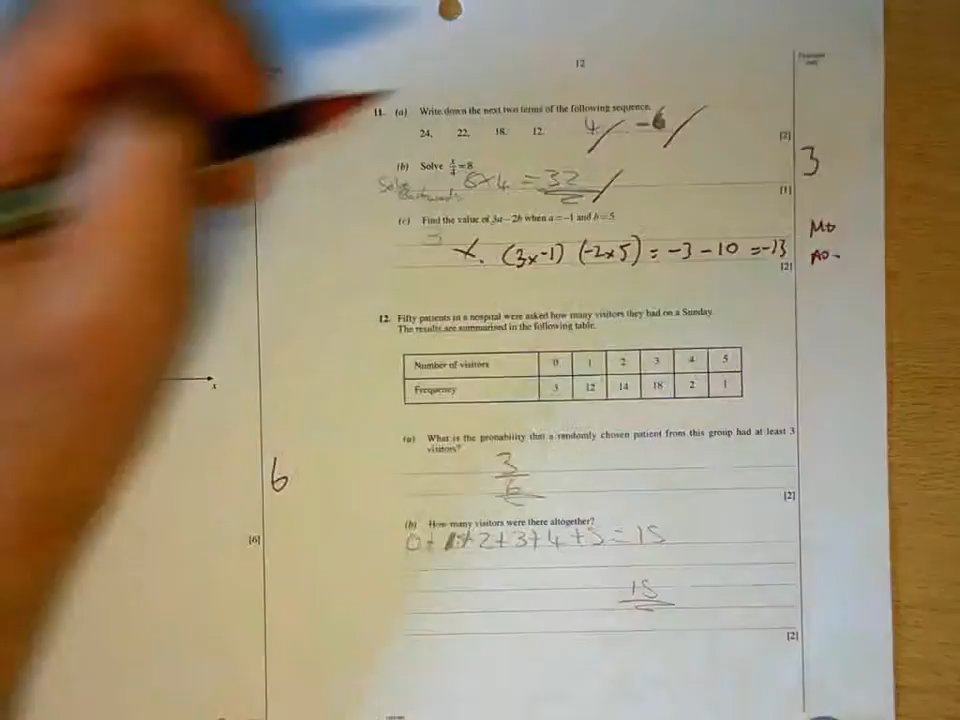 12
11. (a) Write down the next two terms of the following sequence.
24, 22, 18, 12. 4 -6
[2]
3
(b) Solve x/4 = 8
8×4 = 32
Backwards
[1]
(c) Find the value of 3a – 2b when a = –1 and b = 5.
3
(3x-1) (-2x5) = -3 - 10 = -13
[2]
M0
A0
12. Fifty patients in a hospital were asked how many visitors they had on a Sunday.
The results are summarised in the following table.
Number of visitors 0 1 2 3 4 5
Frequency 3 12 14 18 2 1
(a) What is the probability that a randomly chosen patient from this group had at least 3
visitors?
3
6
[2]
(b) How many visitors were there altogether?
0+1+2+3+4+5=15
15
[2]
x
6
[6]